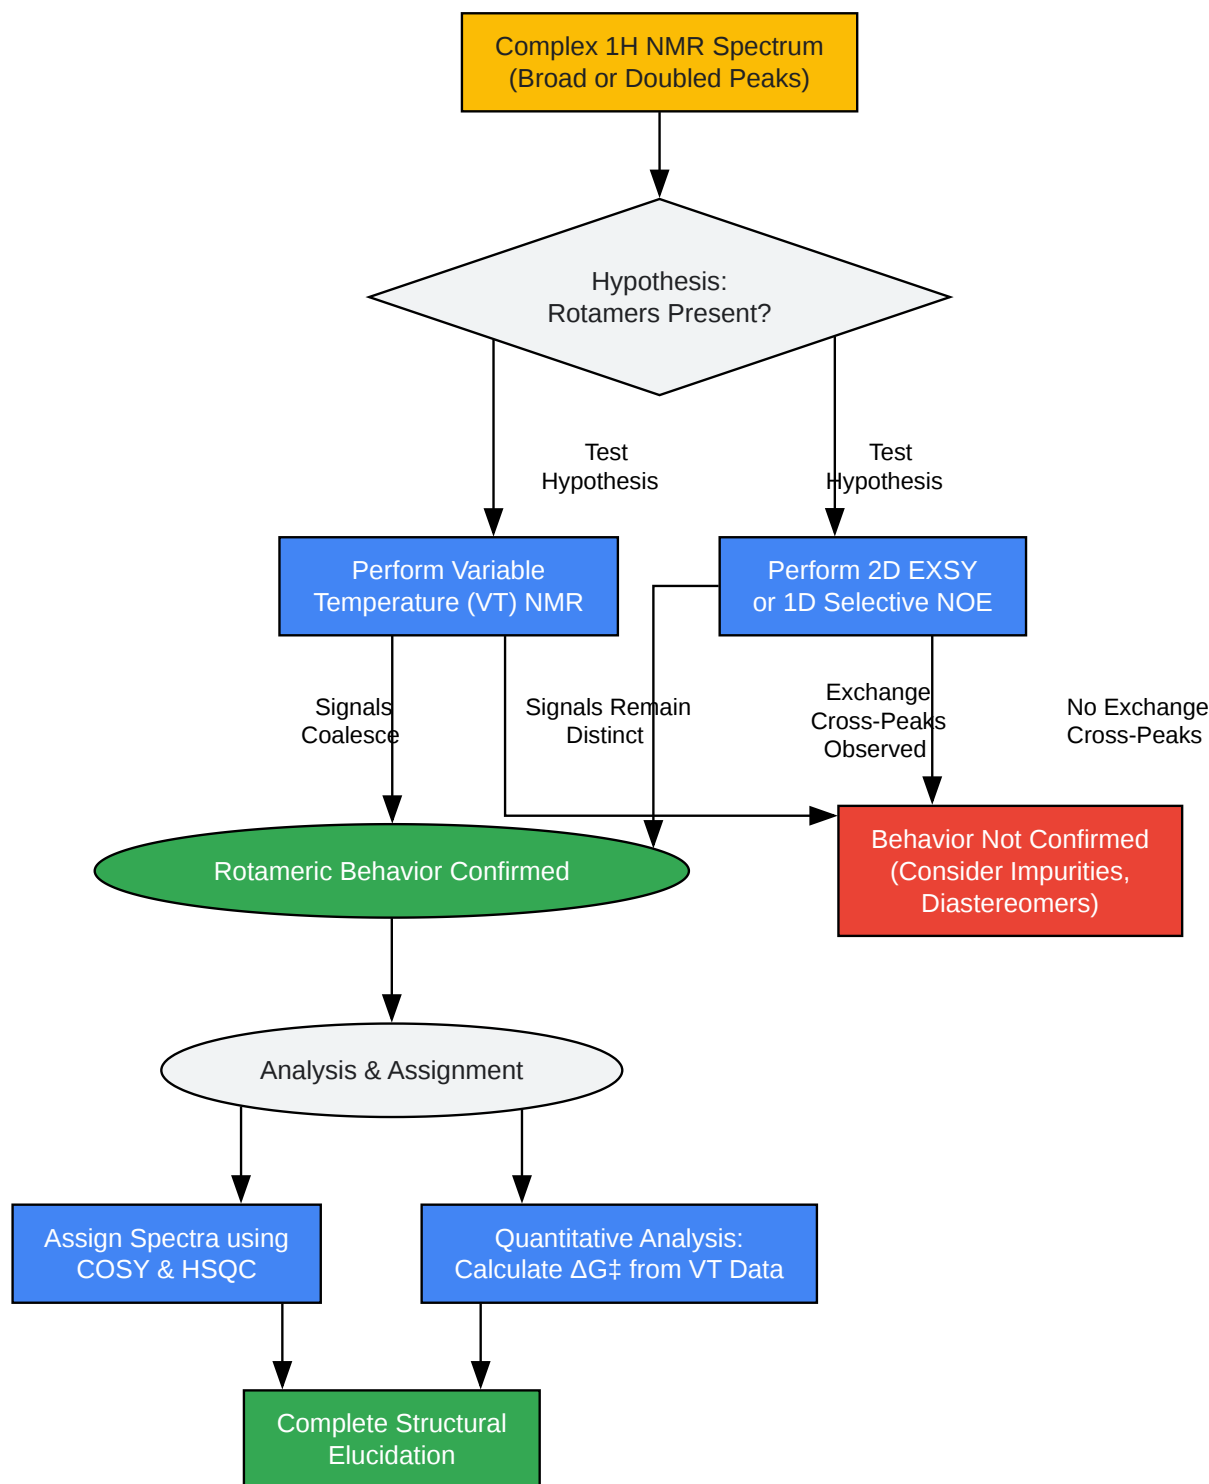 Complex 1H NMR Spectrum
(Broad or Doubled Peaks)
Hypothesis:
Rotamers Present?
Test
Hypothesis
Test
Hypothesis
Perform Variable
Temperature (VT) NMR
Perform 2D EXSY
or 1D Selective NOE
Signals
Coalesce
Signals Remain
Distinct
Exchange
Cross-Peaks
Observed
No Exchange
Cross-Peaks
Rotameric Behavior Confirmed
Behavior Not Confirmed
(Consider Impurities,
Diastereomers)
Analysis & Assignment
Assign Spectra using
COSY & HSQC
Quantitative Analysis:
Calculate ΔG‡ from VT Data
Complete Structural
Elucidation